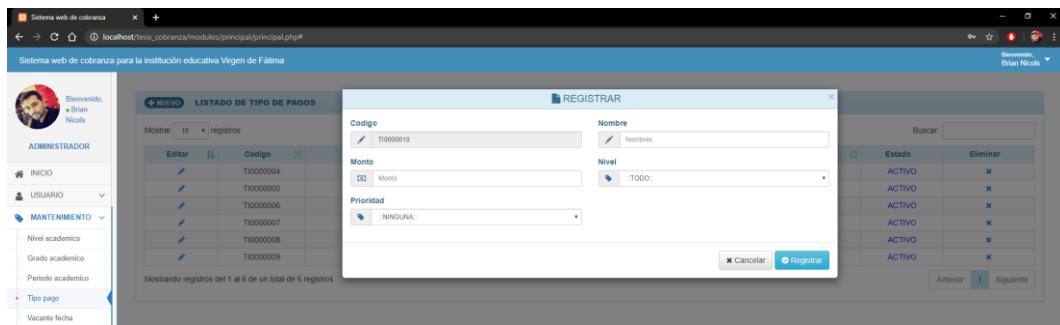 Sistema web de cobranza
localhost/tesis_cobranza/modulos/principal/principal.php#
Sistema web de cobranza para la institución educativa Virgen de Fátima
Bienvenido,
Brian Nicols
Bienvenido,
Brian
Nicols
ADMINISTRADOR
INICIO
USUARIO
MANTENIMIENTO
Nivel academico
Grado academico
Periodo academico
Tipo pago
Vacante fecha
NUEVO LISTADO DE TIPO DE PAGOS
Mostrar 10 registros
Buscar:
Editar Codigo Estado Eliminar
TI0000004 ACTIVO
TI0000005 ACTIVO
TI0000006 ACTIVO
TI0000007 ACTIVO
TI0000008 ACTIVO
TI0000009 ACTIVO
Mostrando registros del 1 al 6 de un total de 6 registros
Anterior 1 Siguiente
REGISTRAR
Codigo Nombre
TI0000010 Nombres
Monto Nivel
Monto ::TODO::
Prioridad
::NINGUNA::
Cancelar Registrar